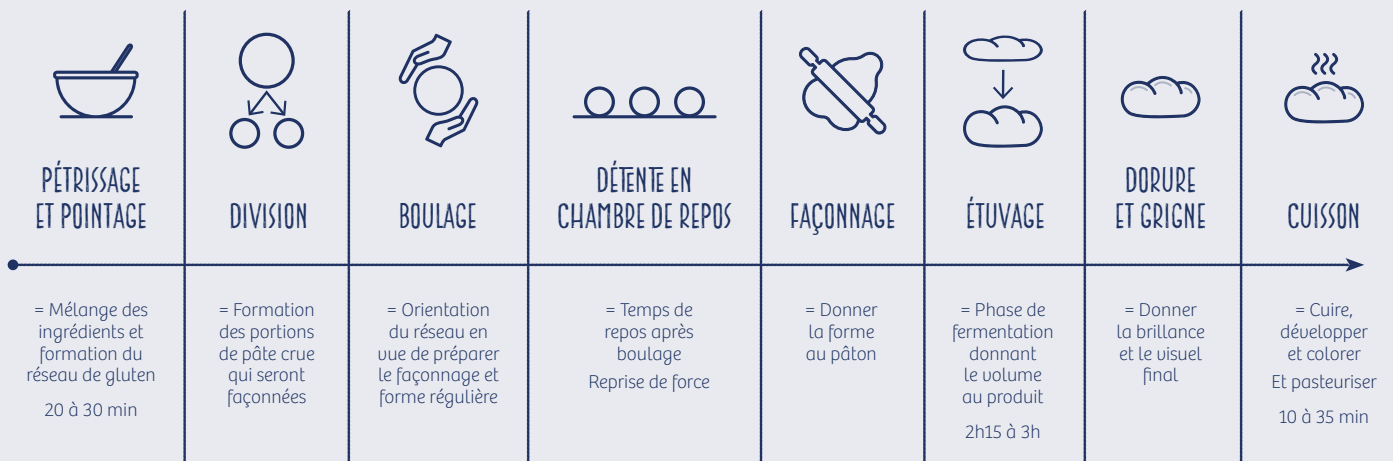 PÉTRISSAGE
ET POINTAGE
= Mélange des
ingrédients et
formation du
réseau de gluten
20 à 30 min
DIVISION
= Formation
des portions
de pâte crue
qui seront
façonnées
BOULAGE
= Orientation
du réseau en
vue de préparer
le façonnage et
forme régulière
DÉTENTE EN
CHAMBRE DE REPOS
= Temps de
repos après
boulage
Reprise de force
FAÇONNAGE
= Donner
la forme
au pâton
ÉTUVAGE
= Phase de
fermentation
donnant
le volume
au produit
2h15 à 3h
DORURE
ET GRIGNE
= Donner
la brillance
et le visuel
final
CUISSON
= Cuire,
développer
et colorer
Et pasteuriser
10 à 35 min